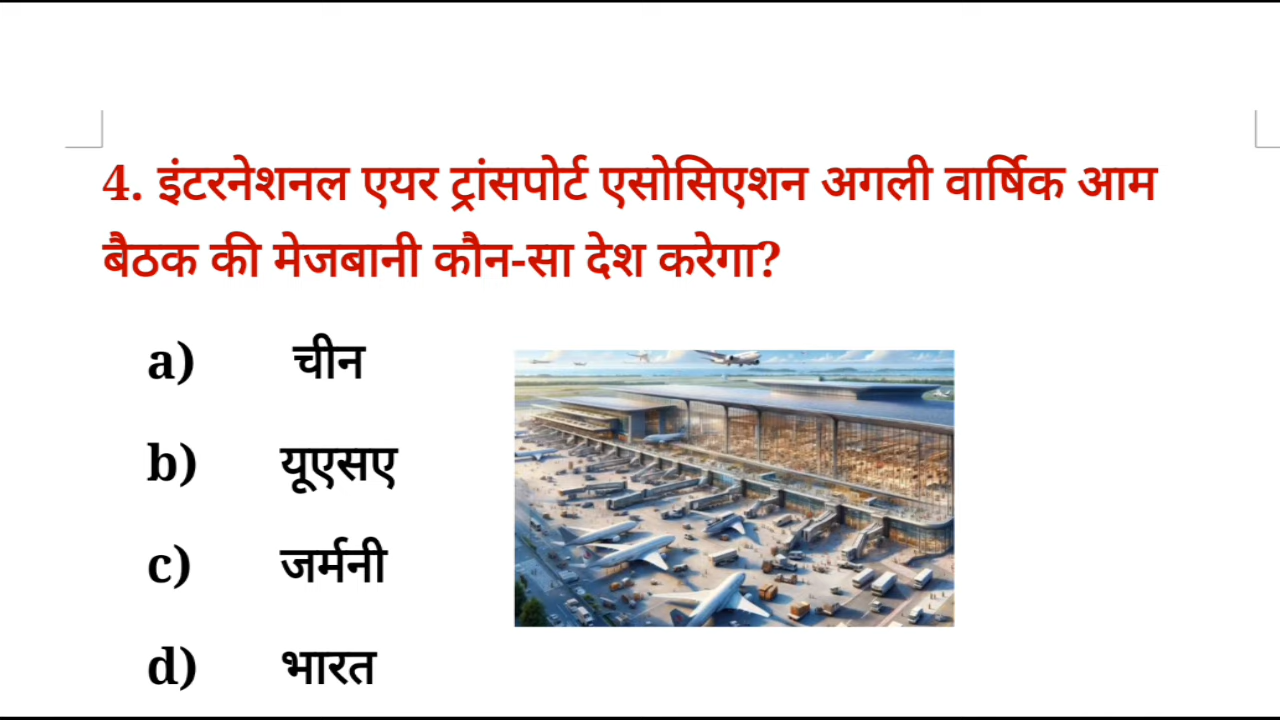 4. इंटरनेशनल एयर ट्रांसपोर्ट एसोसिएशन अगली वार्षिक आम
बैठक की मेजबानी कौन-सा देश करेगा?
a) चीन
b) यूएसए
c) जर्मनी
d) भारत